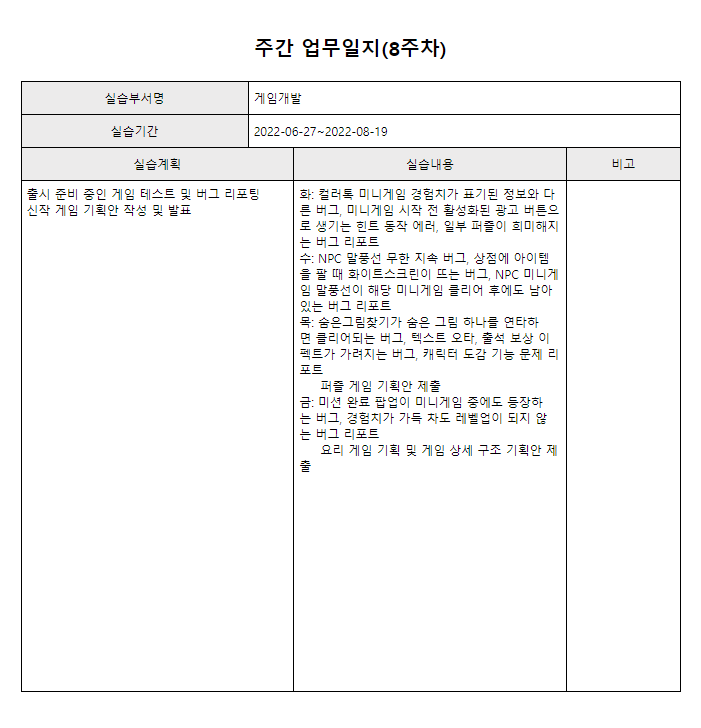 주간 업무일지(8주차)
실습부서명
게임개발
실습기간
2022-06-27~2022-08-19
실습계획
실습내용
비고
출시 준비 중인 게임 테스트 및 버그 리포팅
신작 게임 기획안 작성 및 발표
화: 컬러톡 미니게임 경험치가 표기된 정보와 다
른 버그, 미니게임 시작 전 활성화된 광고 버튼으
로 생기는 힌트 동작 에러, 일부 퍼즐이 희미해지
는 버그 리포트
수: NPC 말풍선 무한 지속 버그, 상점에 아이템
을 팔 때 화이트스크린이 뜨는 버그, NPC 미니게
임 말풍선이 해당 미니게임 클리어 후에도 남아
있는 버그 리포트
목: 숨은그림찾기가 숨은 그림 하나를 연타하
면 클리어되는 버그, 텍스트 오타, 출석 보상 이
펙트가 가려지는 버그, 캐릭터 도감 기능 문제 리
포트
퍼즐 게임 기획안 제출
금: 미션 완료 팝업이 미니게임 중에도 등장하
는 버그, 경험치가 가득 차도 레벨업이 되지 않
는 버그 리포트
요리 게임 기획 및 게임 상세 구조 기획안 제
출